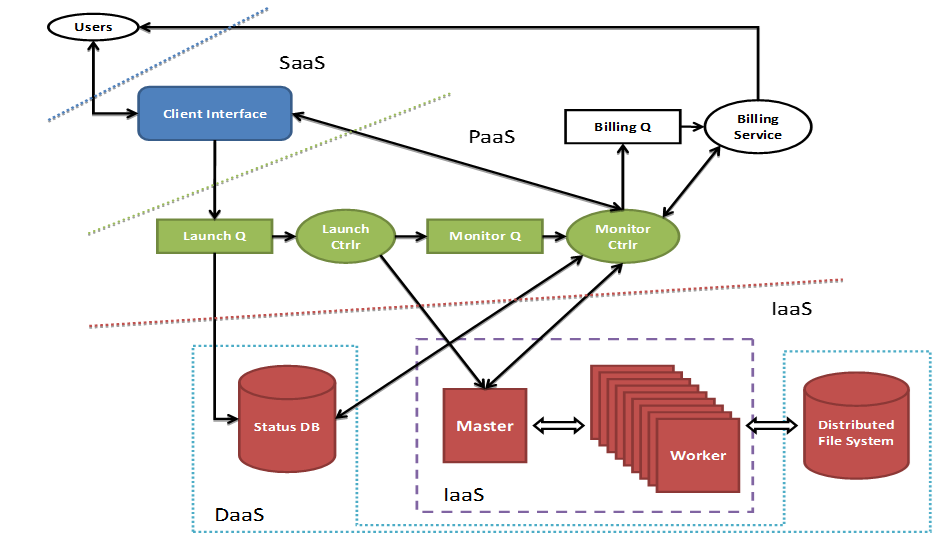 Users
SaaS
Client Interface
PaaS
Billing Q
Billing
Service
Launch Q
Launch
Ctrlr
Monitor Q
Monitor
Ctrlr
IaaS
Status DB
Master
Worker
Distributed
File System
IaaS
DaaS